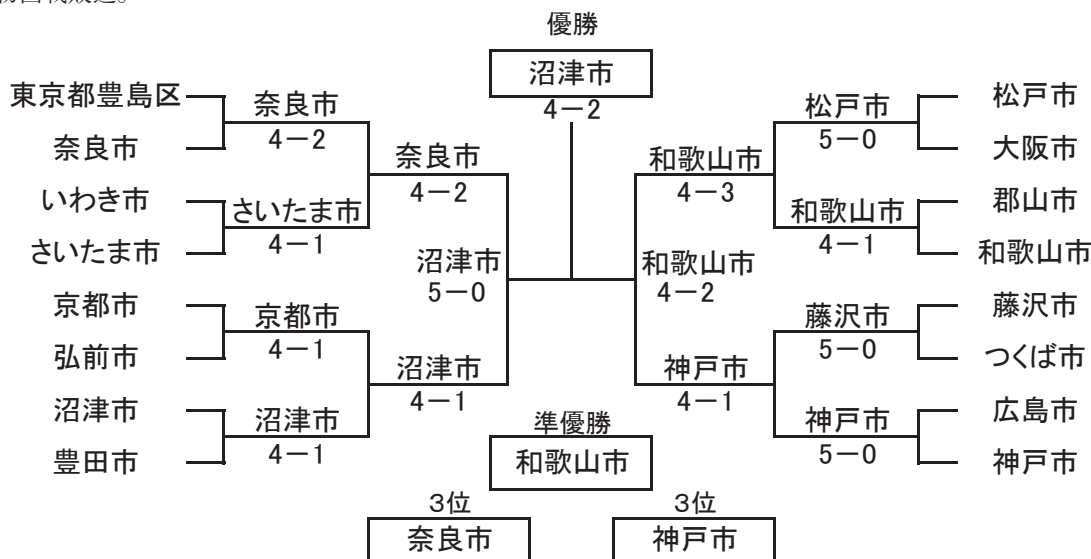 優勝
沼津市
4－2
東京都豊島区
奈良市
いわき市
さいたま市
京都市
弘前市
沼津市
豊田市
奈良市
4－2
さいたま市
4－1
京都市
4－1
沼津市
4－1
奈良市
4－2
沼津市
4－1
沼津市
5－0
和歌山市
4－2
和歌山市
4－3
神戸市
4－1
松戸市
5－0
和歌山市
4－1
藤沢市
5－0
神戸市
5－0
松戸市
大阪市
郡山市
和歌山市
藤沢市
つくば市
広島市
神戸市
準優勝
和歌山市
3位
奈良市
3位
神戸市